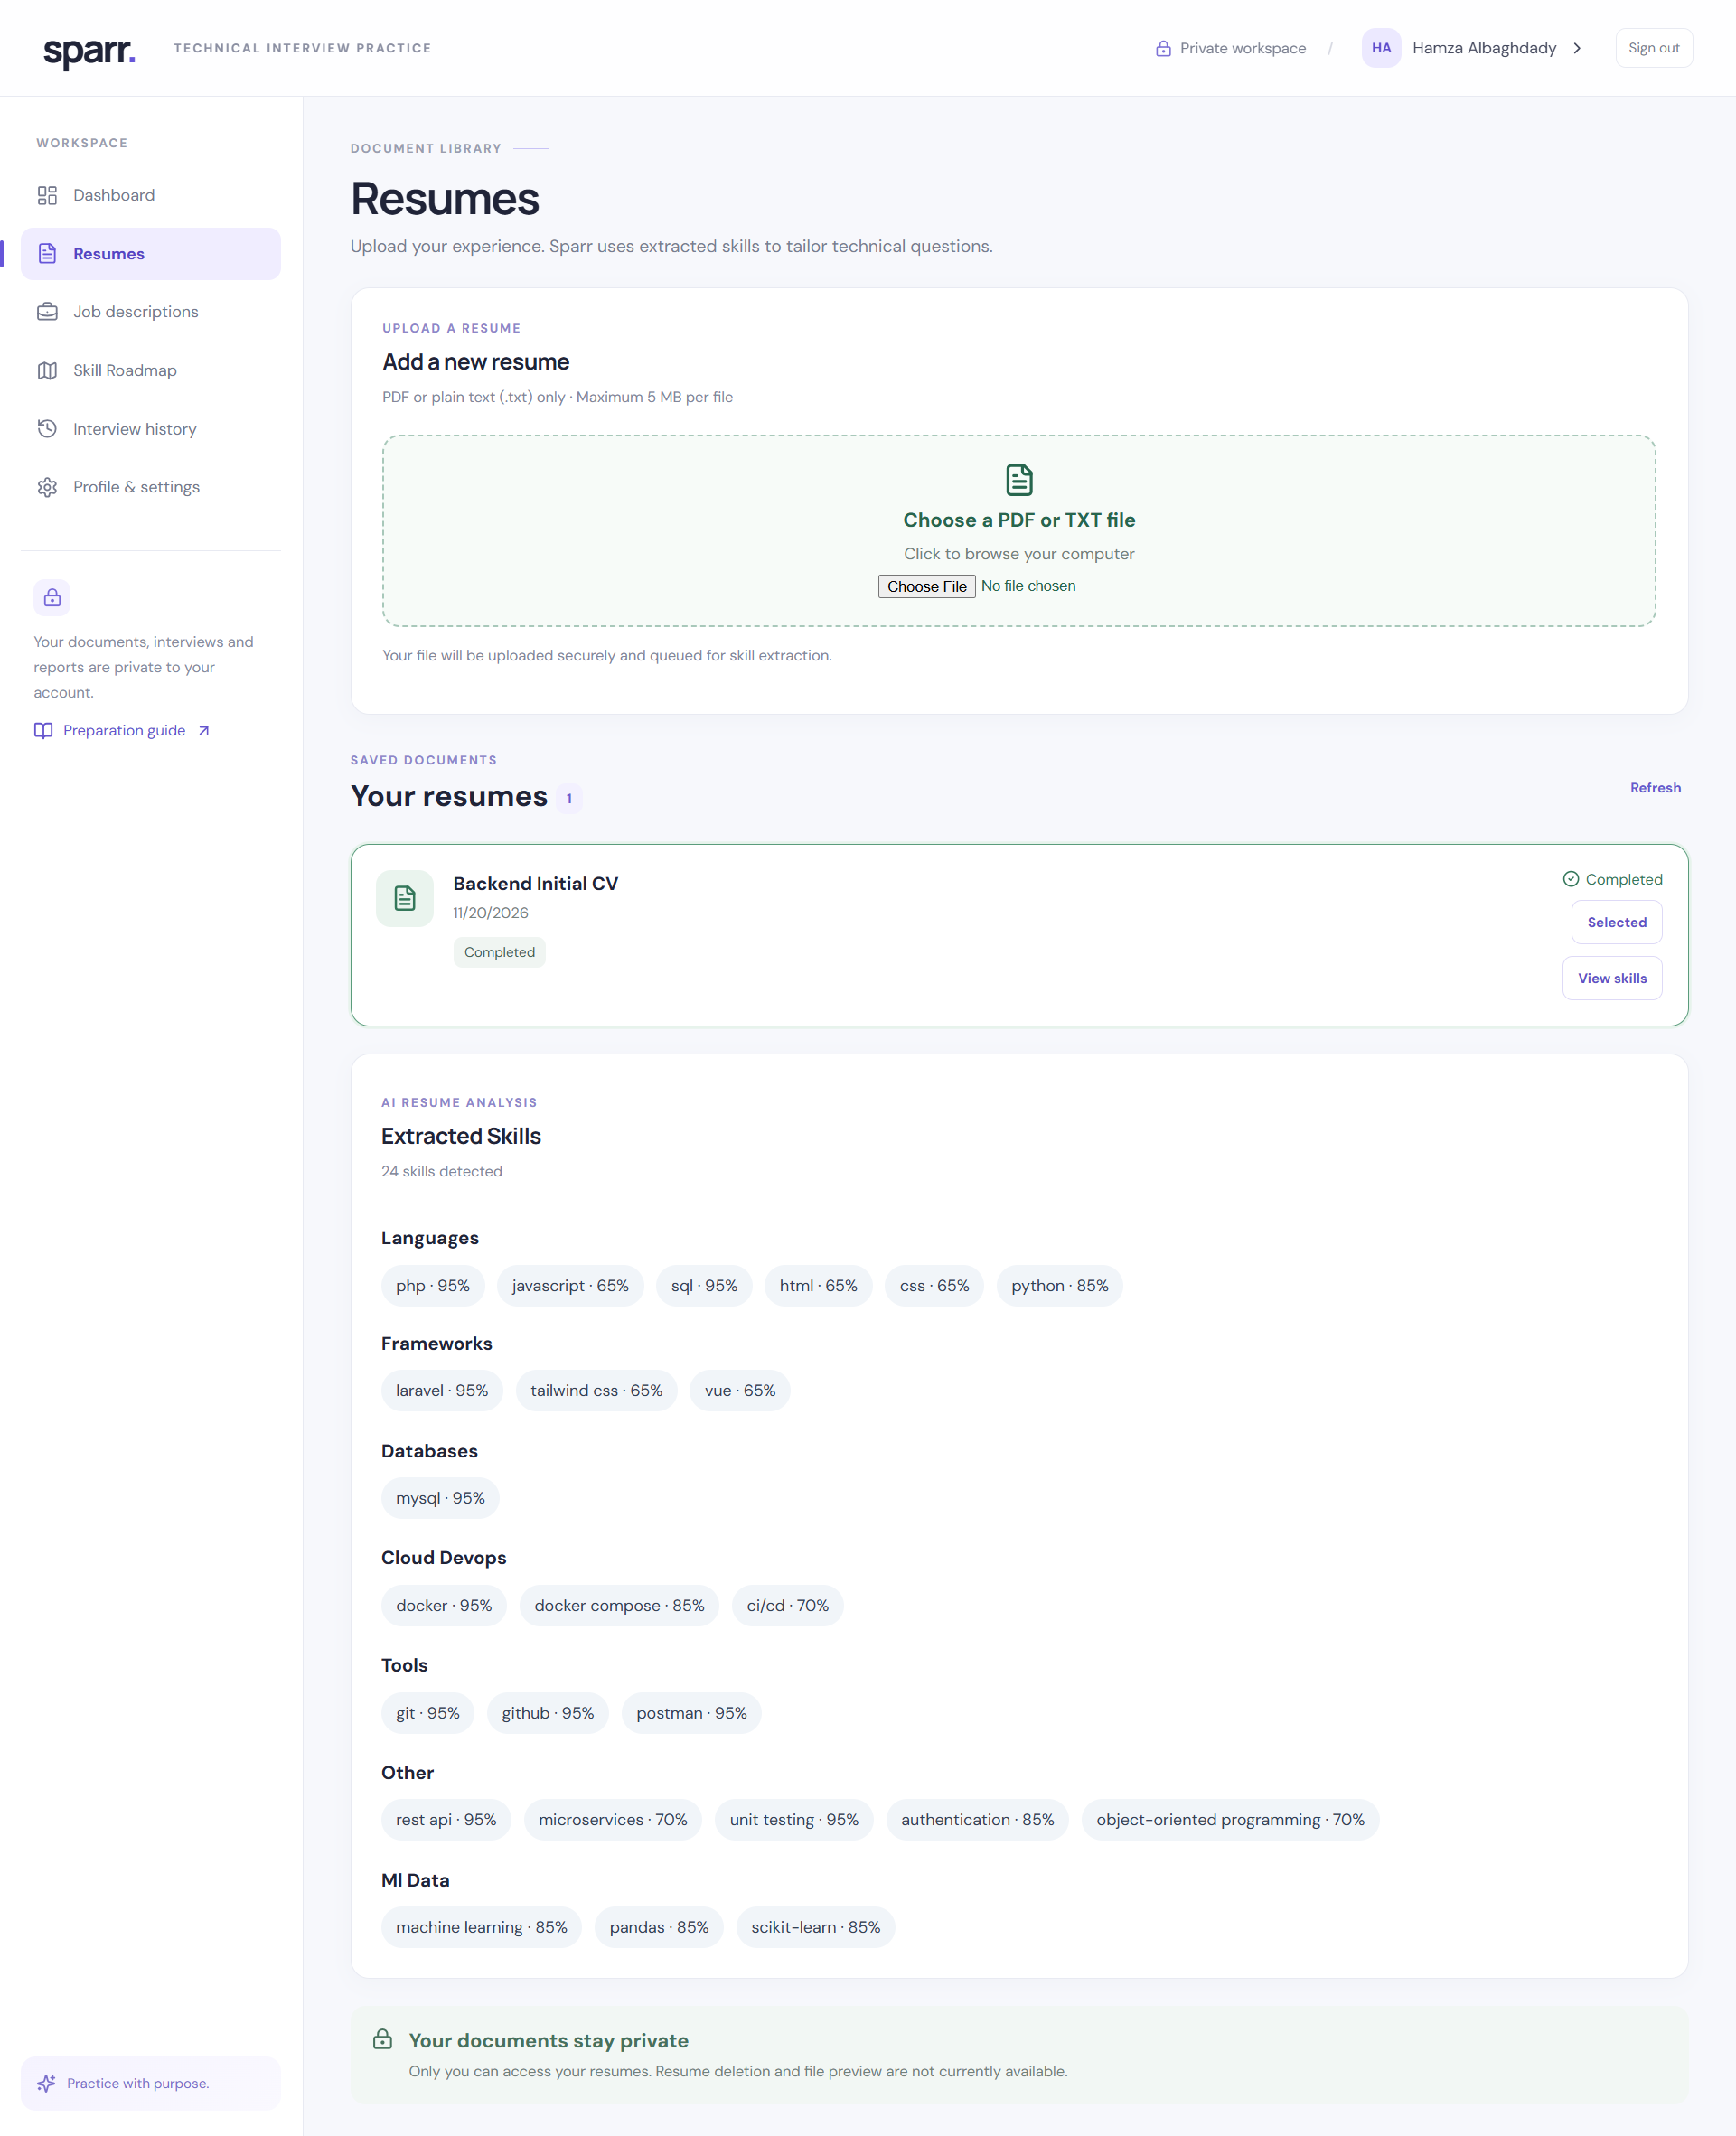 sparr.
TECHNICAL INTERVIEW PRACTICE
Private workspace
/
HA
Hamza Albaghdady
Sign out
WORKSPACE
Dashboard
Resumes
Job descriptions
Skill Roadmap
Interview history
Profile & settings
Your documents, interviews and
reports are private to your
account.
Preparation guide
Practice with purpose.
DOCUMENT LIBRARY
Resumes
Upload your experience. Sparr uses extracted skills to tailor technical questions.
UPLOAD A RESUME
Add a new resume
PDF or plain text (.txt) only · Maximum 5 MB per file
Choose a PDF or TXT file
Click to browse your computer
Choose File No file chosen
Your file will be uploaded securely and queued for skill extraction.
SAVED DOCUMENTS
Your resumes 1
Refresh
Backend Initial CV
11/20/2026
Completed
Completed
Selected
View skills
AI RESUME ANALYSIS
Extracted Skills
24 skills detected
Languages
php · 95% javascript · 65% sql · 95% html · 65% css · 65% python · 85%
Frameworks
laravel · 95% tailwind css · 65% vue · 65%
Databases
mysql · 95%
Cloud Devops
docker · 95% docker compose · 85% ci/cd · 70%
Tools
git · 95% github · 95% postman · 95%
Other
rest api · 95% microservices · 70% unit testing · 95% authentication · 85% object-oriented programming · 70%
Ml Data
machine learning · 85% pandas · 85% scikit-learn · 85%
Your documents stay private
Only you can access your resumes. Resume deletion and file preview are not currently available.